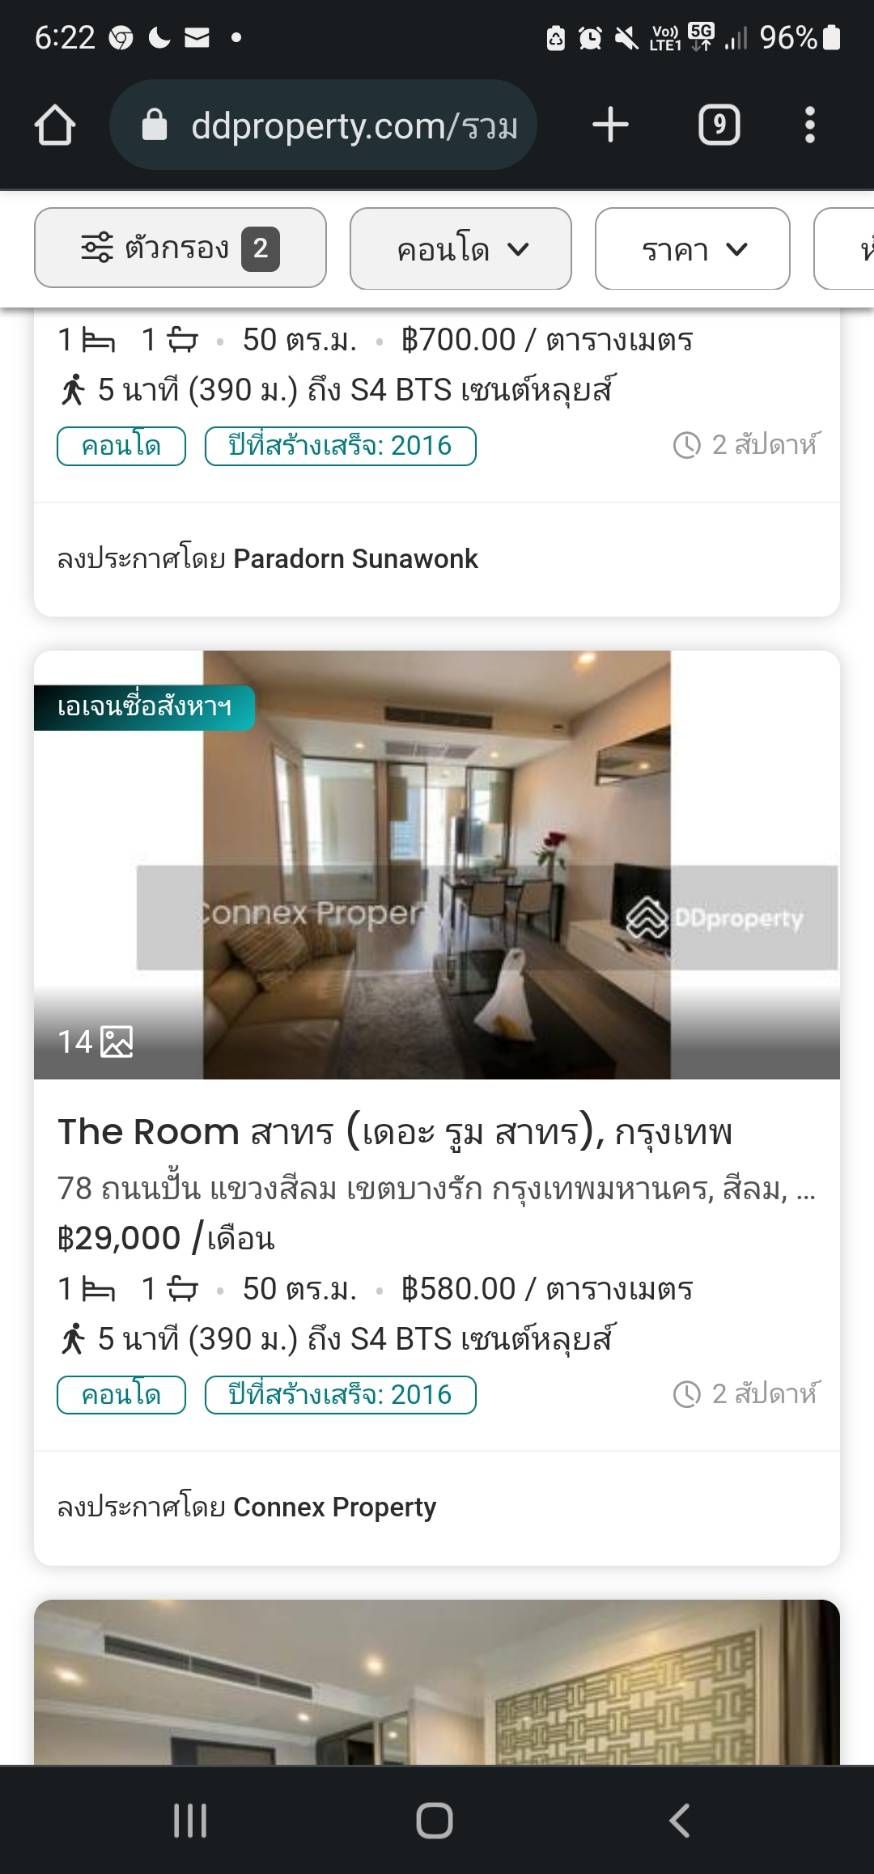 6:22
Vo)) LTE1 5G 96%
ddproperty.com/รวม
9
ตัวกรอง 2 คอนโด ราคา
1 1 • 50 ตร.ม. • ฿700.00 / ตารางเมตร
5 นาที (390 ม.) ถึง S4 BTS เซนต์หลุยส์
คอนโด ปีที่สร้างเสร็จ: 2016 2 สัปดาห์
ลงประกาศโดย Paradorn Sunawonk
เอเจนซี่อสังหาฯ
Connex Property DDproperty
14
The Room สาทร (เดอะ รูม สาทร), กรุงเทพ
78 ถนนปั้น แขวงสีลม เขตบางรัก กรุงเทพมหานคร, สีลม, ...
฿29,000 /เดือน
1 1 • 50 ตร.ม. • ฿580.00 / ตารางเมตร
5 นาที (390 ม.) ถึง S4 BTS เซนต์หลุยส์
คอนโด ปีที่สร้างเสร็จ: 2016 2 สัปดาห์
ลงประกาศโดย Connex Property